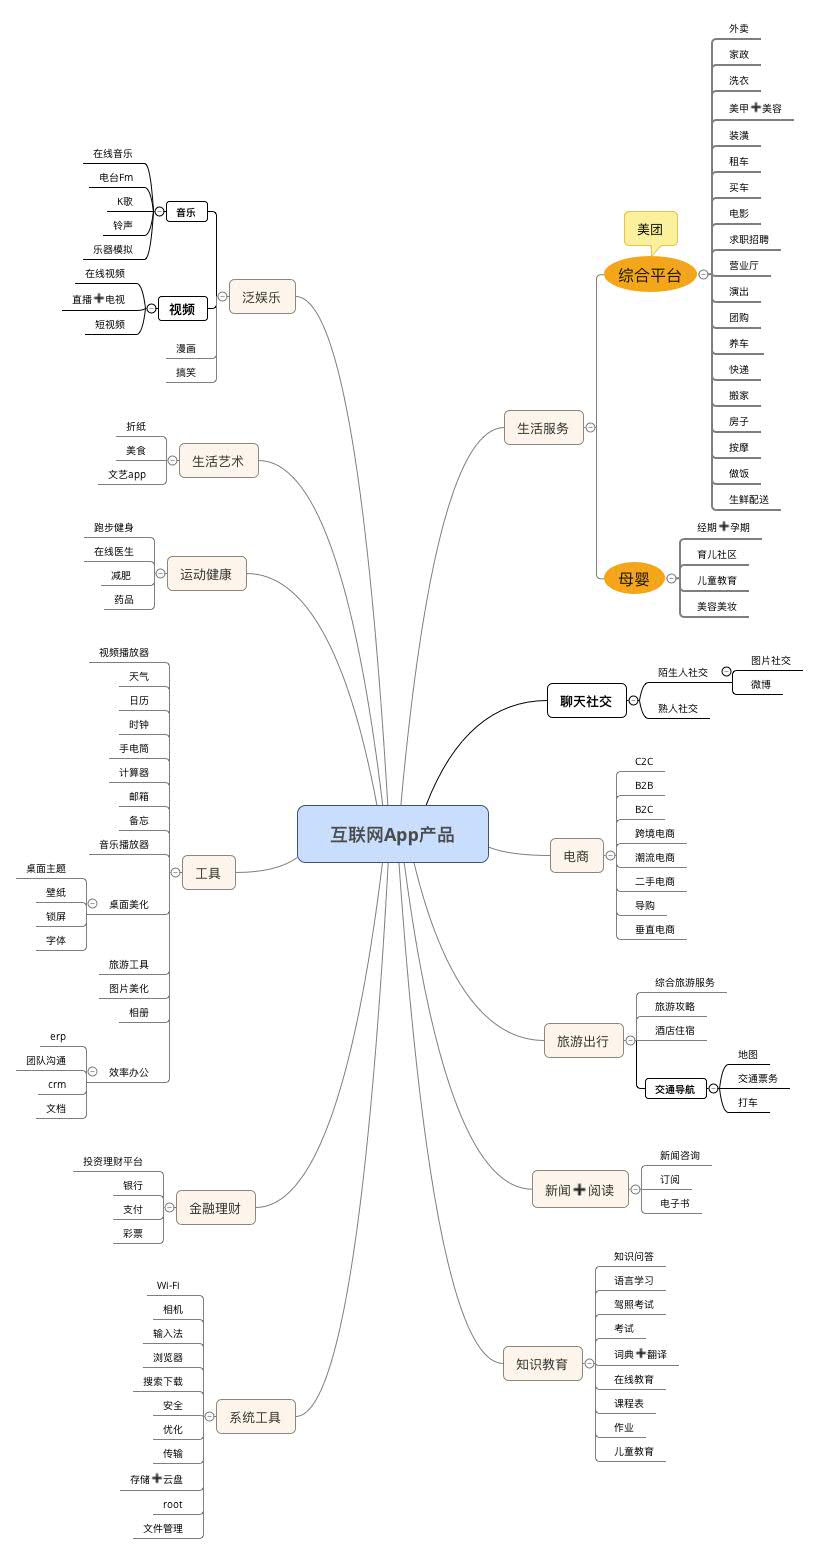 互联网App产品
生活服务
美团
综合平台
外卖
家政
洗衣
美甲➕美容
装潢
租车
买车
电影
求职招聘
营业厅
演出
团购
养车
快递
搬家
房子
按摩
做饭
生鲜配送
母婴
经期➕孕期
育儿社区
儿童教育
美容美妆
聊天社交
陌生人社交
图片社交
微博
熟人社交
电商
C2C
B2B
B2C
跨境电商
潮流电商
二手电商
导购
垂直电商
旅游出行
综合旅游服务
旅游攻略
酒店住宿
交通导航
地图
交通票务
打车
新闻➕阅读
新闻咨询
订阅
电子书
知识教育
知识问答
语言学习
驾照考试
考试
词典➕翻译
在线教育
课程表
作业
儿童教育
泛娱乐
音乐
在线音乐
电台Fm
K歌
铃声
乐器模拟
视频
在线视频
直播➕电视
短视频
漫画
搞笑
生活艺术
折纸
美食
文艺app
运动健康
跑步健身
在线医生
减肥
药品
工具
视频播放器
天气
日历
时钟
手电筒
计算器
邮箱
备忘
音乐播放器
桌面美化
桌面主题
壁纸
锁屏
字体
旅游工具
图片美化
相册
效率办公
erp
团队沟通
crm
文档
金融理财
投资理财平台
银行
支付
彩票
系统工具
Wi-Fi
相机
输入法
浏览器
搜索下载
安全
优化
传输
存储➕云盘
root
文件管理